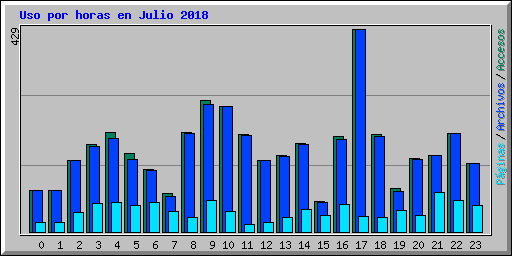 Uso por horas en Julio 2018
429
Páginas / Archivos / Accesos
0 1 2 3 4 5 6 7 8 9 10 11 12 13 14 15 16 17 18 19 20 21 22 23